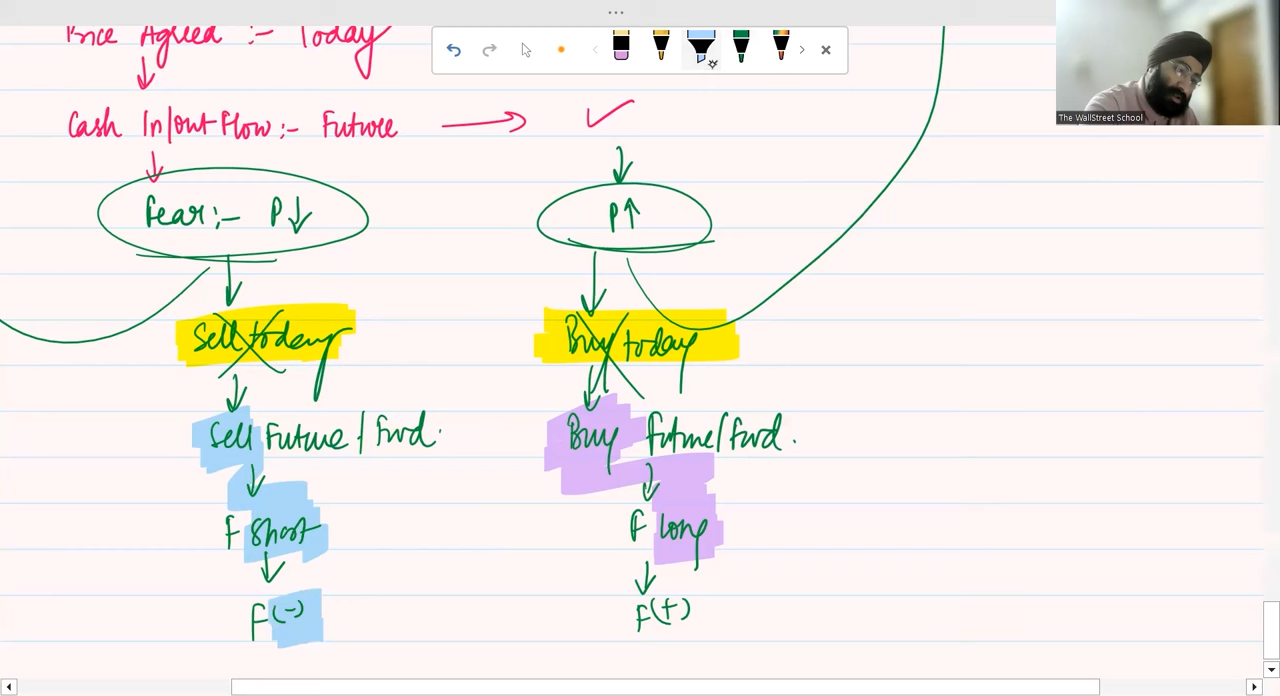 Price Agreed :- Today
The WallStreet School
Cash In/out Flow :- Future
Fear :- P↓
P↑
Sell today
Buy today
Sell Future / Fwd.
Buy Future/Fwd.
F Short
F long
F(-)
F(+)